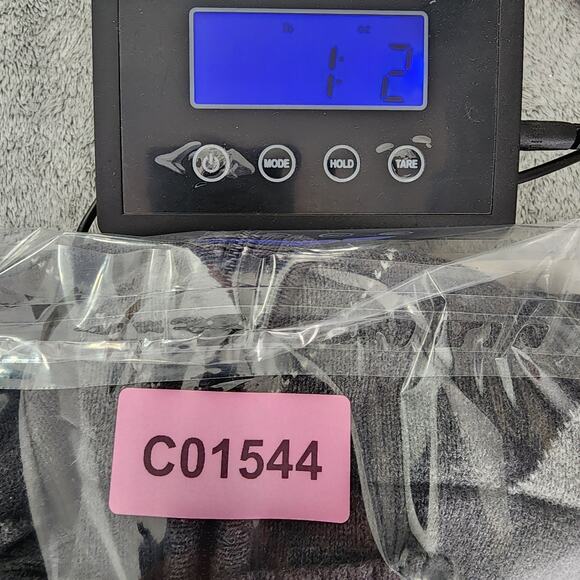 lb oz
1: 2
MODE HOLD TARE
C01544